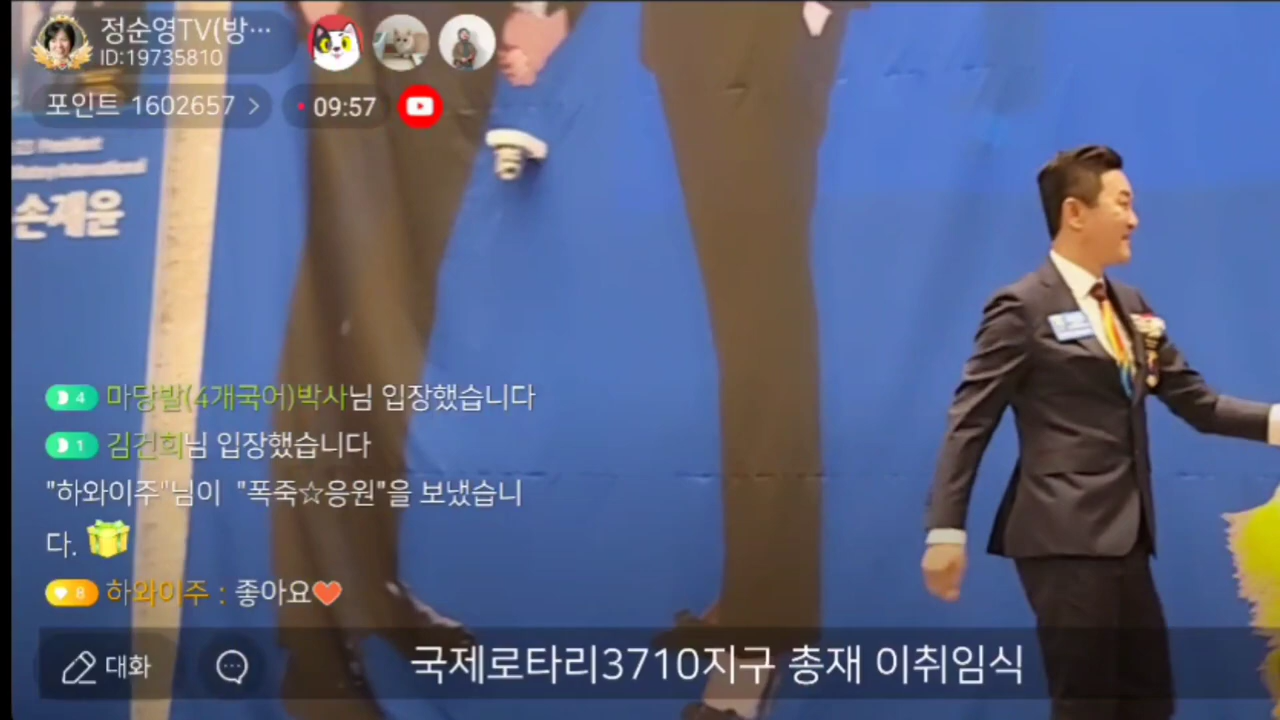 정순영TV(방…
ID:19735810
포인트 1602657 >
09:57
손제운
4 마당발(4개국어)박사님 입장했습니다
1 김건희님 입장했습니다
"하와이주"님이 "폭죽☆응원"을 보냈습니
다.
8 하와이주 : 좋아요🧡
대화
국제로타리3710지구 총재 이취임식